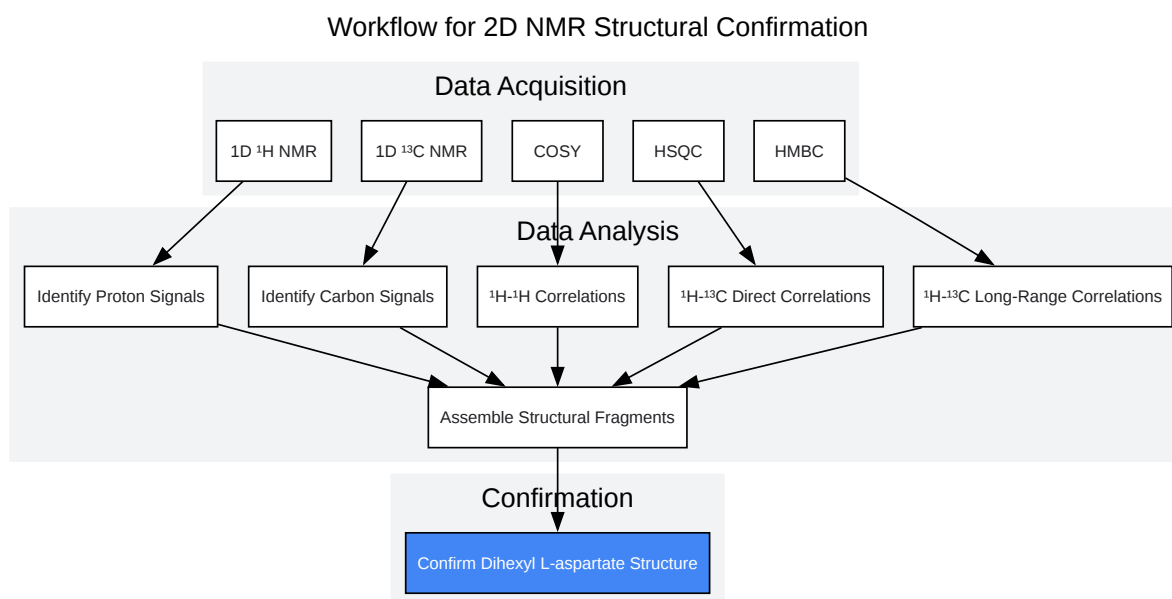 Workflow for 2D NMR Structural Confirmation
Data Acquisition
1D ¹H NMR
1D ¹³C NMR
COSY
HSQC
HMBC
Data Analysis
Identify Proton Signals
Identify Carbon Signals
¹H-¹H Correlations
¹H-¹³C Direct Correlations
¹H-¹³C Long-Range Correlations
Assemble Structural Fragments
Confirmation
Confirm Dihexyl L-aspartate Structure